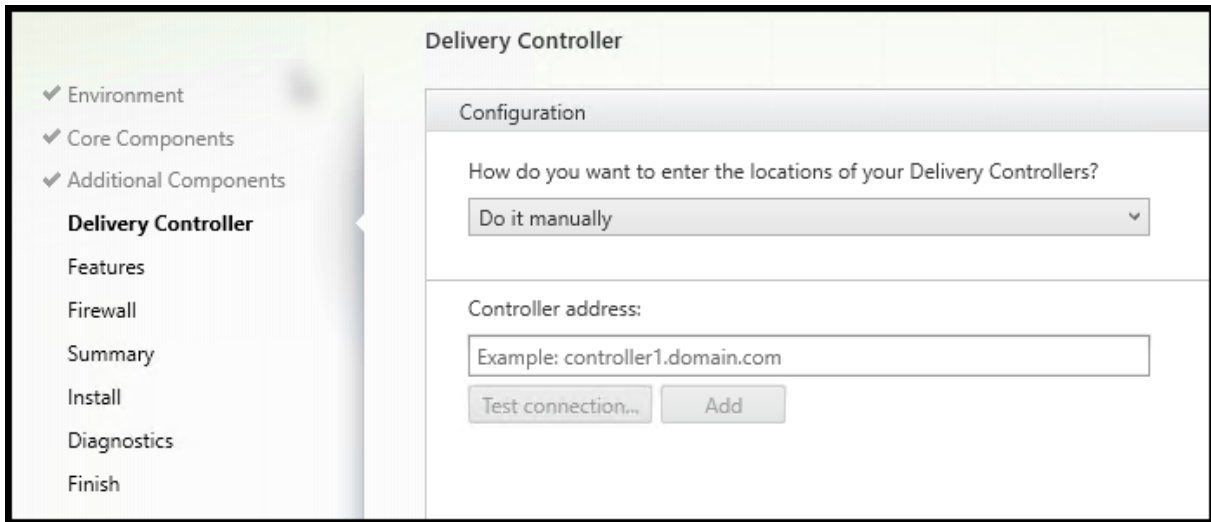 Delivery Controller
✔ Environment
✔ Core Components
✔ Additional Components
Delivery Controller
Features
Firewall
Summary
Install
Diagnostics
Finish
Configuration
How do you want to enter the locations of your Delivery Controllers?
Do it manually
Controller address:
Example: controller1.domain.com
Test connection... Add